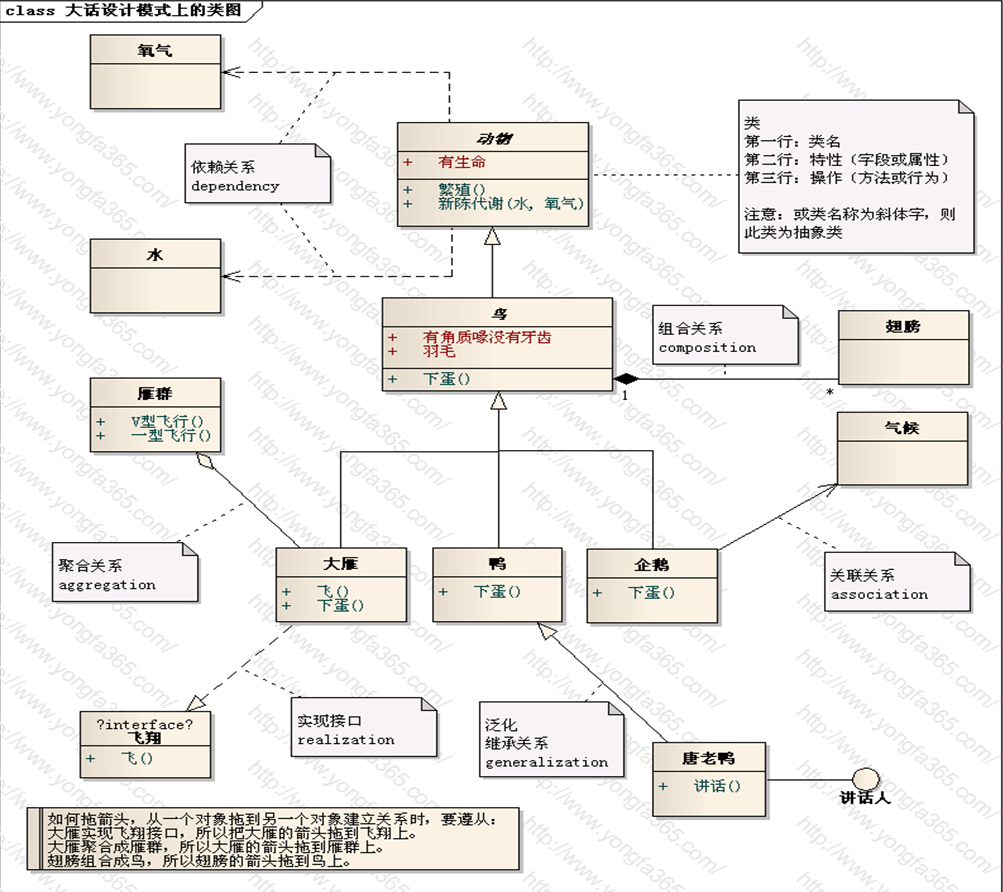 class 大话设计模式上的类图
氧气
动物
+ 有生命
+ 繁殖()
+ 新陈代谢(水, 氧气)
类
第一行：类名
第二行：特性（字段或属性）
第三行：操作（方法或行为）
注意：或类名称为斜体字，则
此类为抽象类
依赖关系
dependency
水
鸟
+ 有角质喙没有牙齿
+ 羽毛
+ 下蛋()
组合关系
composition
翅膀
1
*
雁群
+ V型飞行()
+ 一型飞行()
气候
聚合关系
aggregation
大雁
+ 飞()
+ 下蛋()
鸭
+ 下蛋()
企鹅
+ 下蛋()
关联关系
association
?interface?
飞翔
+ 飞()
实现接口
realization
泛化
继承关系
generalization
唐老鸭
+ 讲话()
讲话人
如何拖箭头，从一个对象拖到另一个对象建立关系时，要遵从：
大雁实现飞翔接口，所以把大雁的箭头拖到飞翔上。
大雁聚合成雁群，所以大雁的箭头拖到雁群上。
翅膀组合成鸟，所以翅膀的箭头拖到鸟上。
http://www.yongfa365.com/